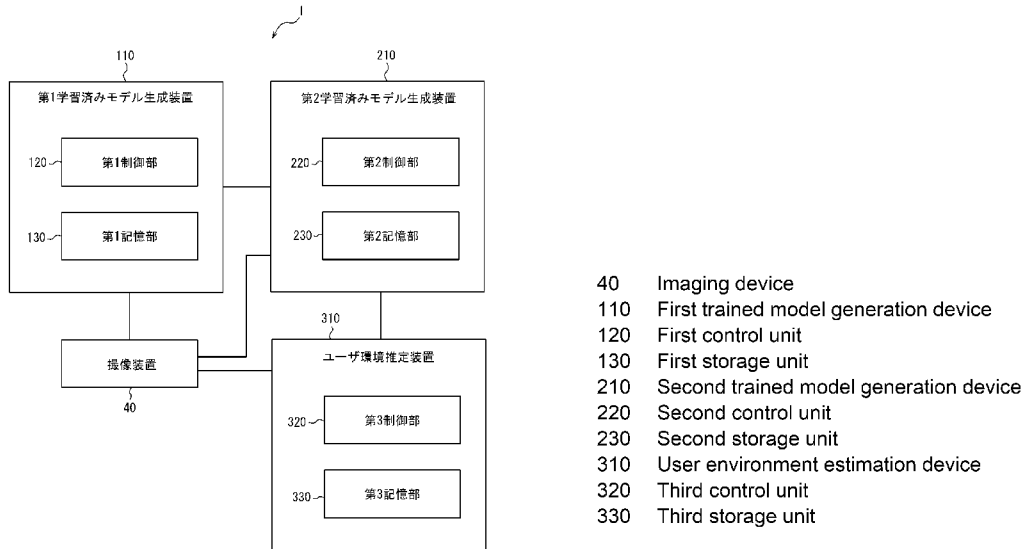 1
110
210
第1学習済みモデル生成装置
第2学習済みモデル生成装置
120
第1制御部
220
第2制御部
130
第1記憶部
230
第2記憶部
310
撮像装置
40
ユーザ環境推定装置
320
第3制御部
330
第3記憶部
40 Imaging device
110 First trained model generation device
120 First control unit
130 First storage unit
210 Second trained model generation device
220 Second control unit
230 Second storage unit
310 User environment estimation device
320 Third control unit
330 Third storage unit